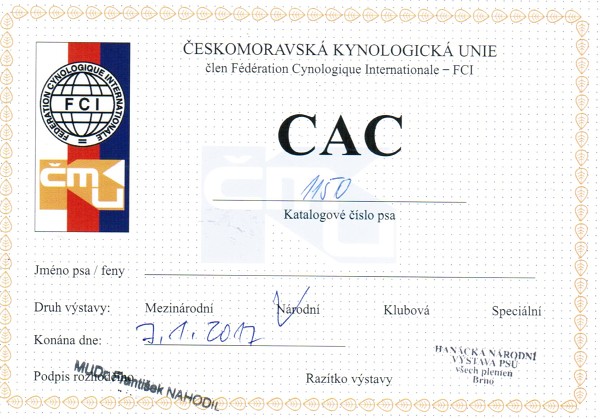 ČESKOMORAVSKÁ KYNOLOGICKÁ UNIE
člen Fédération Cynologique Internationale – FCI
FEDERATION CYNOLOGIQUE INTERNATIONALE
FCI
čmku
CAC
1150
Katalogové číslo psa
Jméno psa / feny
Druh výstavy: Mezinárodní Národní Klubová Speciální
Konána dne: 7.1.2017
Podpis rozhodčího
MUDr. František NAHODIL
Razítko výstavy
HANÁCKÁ NÁRODNÍ
VÝSTAVA PSŮ
všech plemen
Brno